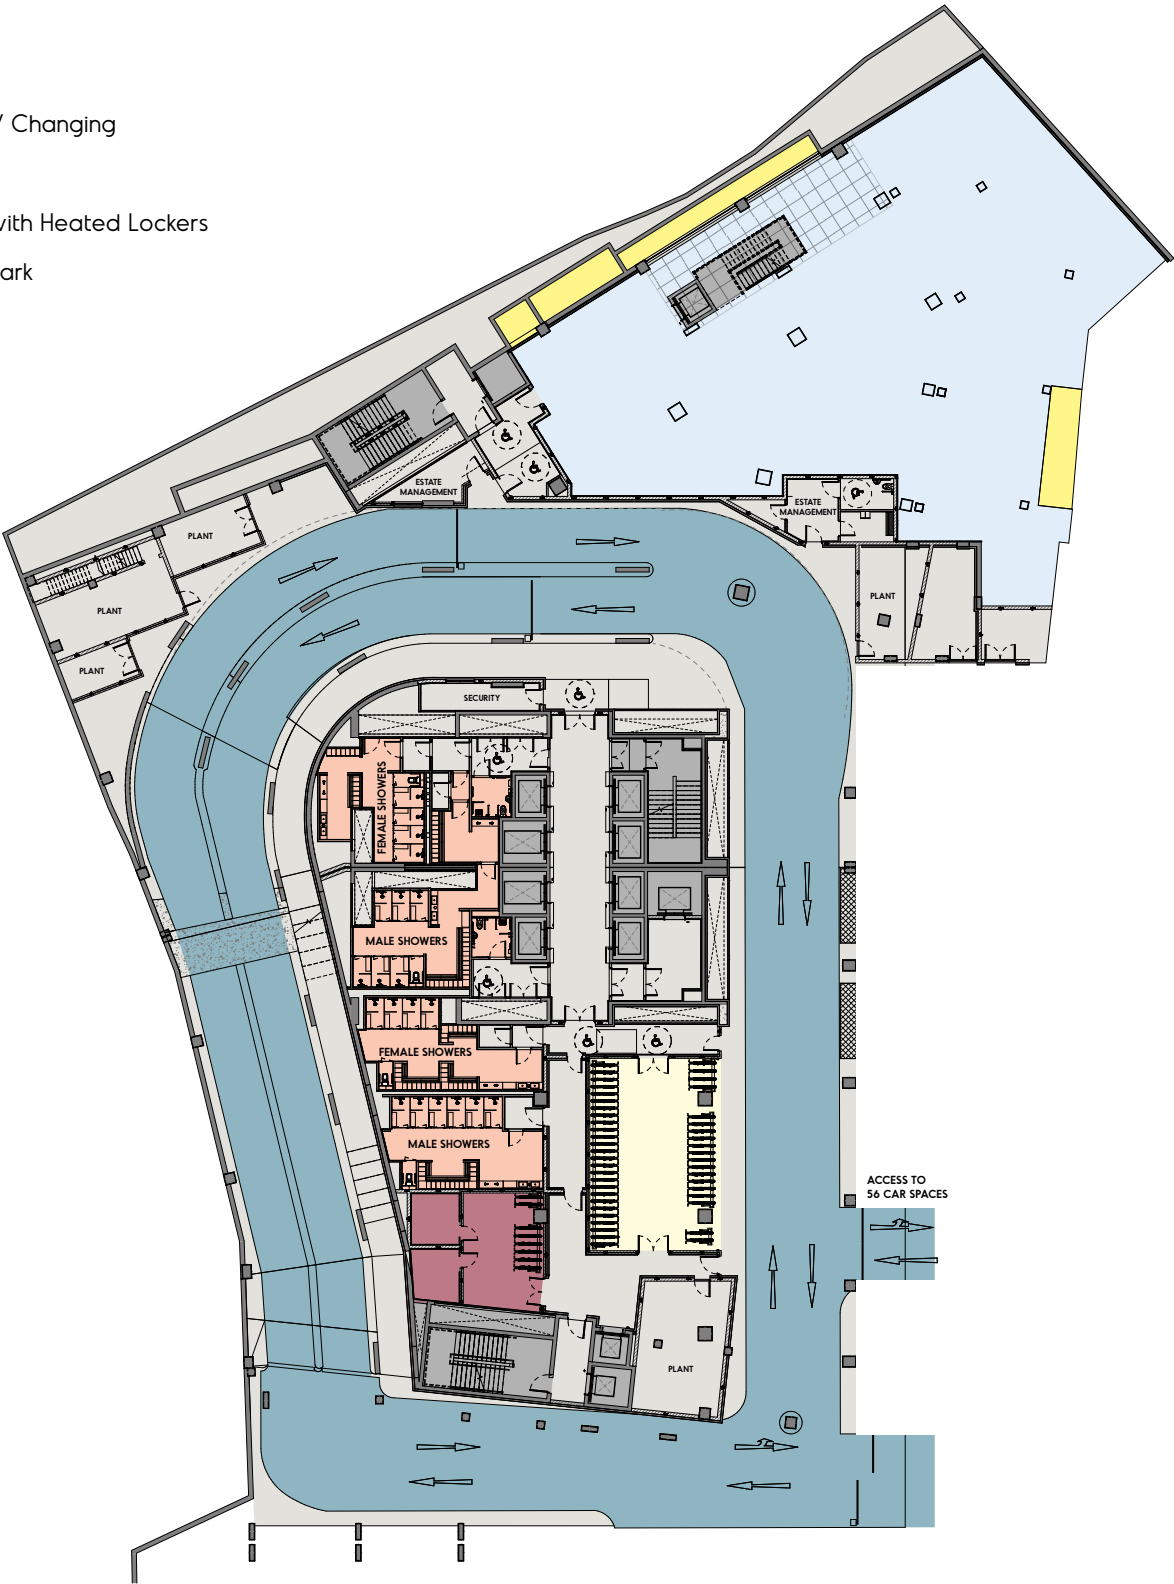 / Changing
with Heated Lockers
ark
ESTATE
MANAGEMENT
ESTATE
MANAGEMENT
PLANT
PLANT
PLANT
PLANT
SECURITY
FEMALE SHOWERS
MALE SHOWERS
FEMALE SHOWERS
MALE SHOWERS
ACCESS TO
56 CAR SPACES
PLANT